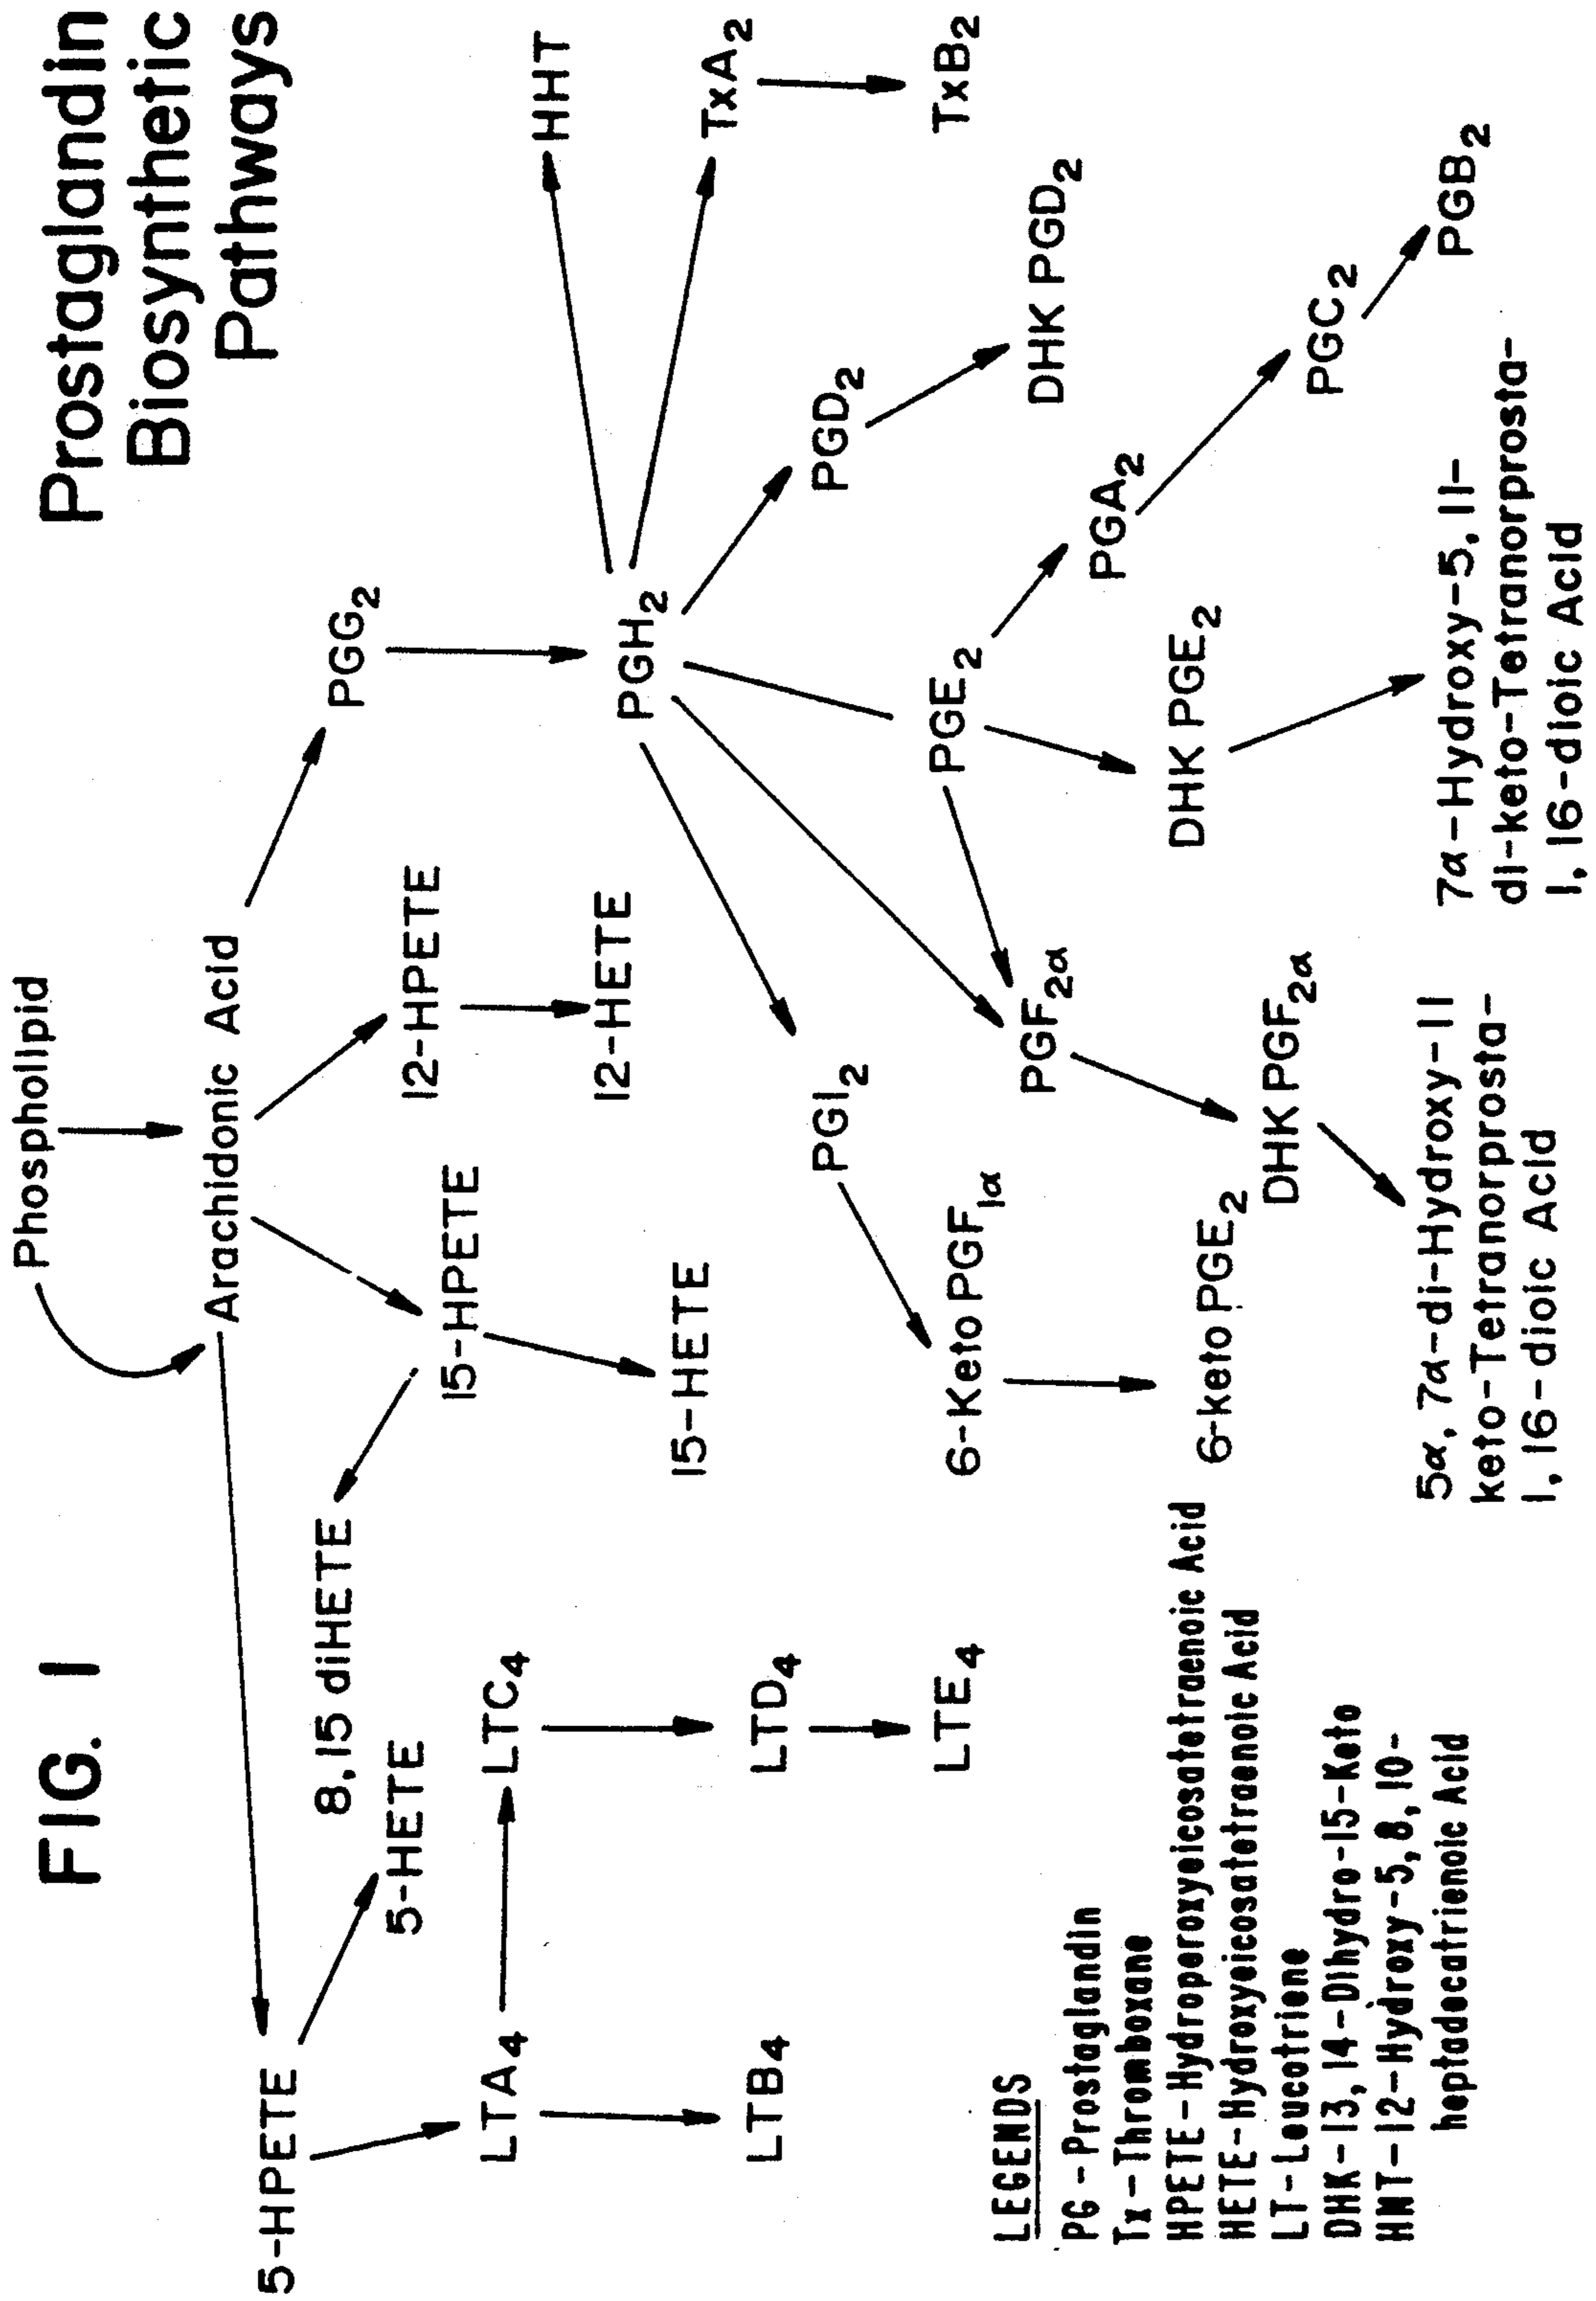 FIG. 1
Prostaglandin
Biosynthetic
Pathways
Phospholipid
Arachidonic Acid
5-HPETE
8,15 diHETE
5-HETE
15-HPETE
12-HPETE
PGG2
LTA4
LTC4
15-HETE
12-HETE
PGH2
HHT
LTB4
LTD4
PGI2
PGD2
TxA2
LTE4
6-Keto PGF1α
PGE2
TxB2
PGF2α
DHK PGD2
6-keto PGE2
DHK PGE2
PGA2
DHK PGF2α
PGC2
PGB2
5α, 7α-di-Hydroxy-11
keto-Tetranorprosta-
1, 16-dioic Acid
7α-Hydroxy-5, 11-
di-keto-Tetranorprosta-
1, 16-dioic Acid
LEGENDS
PG-Prostaglandin
Tx-Thromboxane
HPETE-Hydroperoxyeicosatetraenoic Acid
HETE-Hydroxyeicosatetraenoic Acid
LT-Leucotriene
DHK-13, 14-Dihydro-15-Keto
HNT-12-Hydroxy-5, 8, 10-
heptadecatrienoic Acid